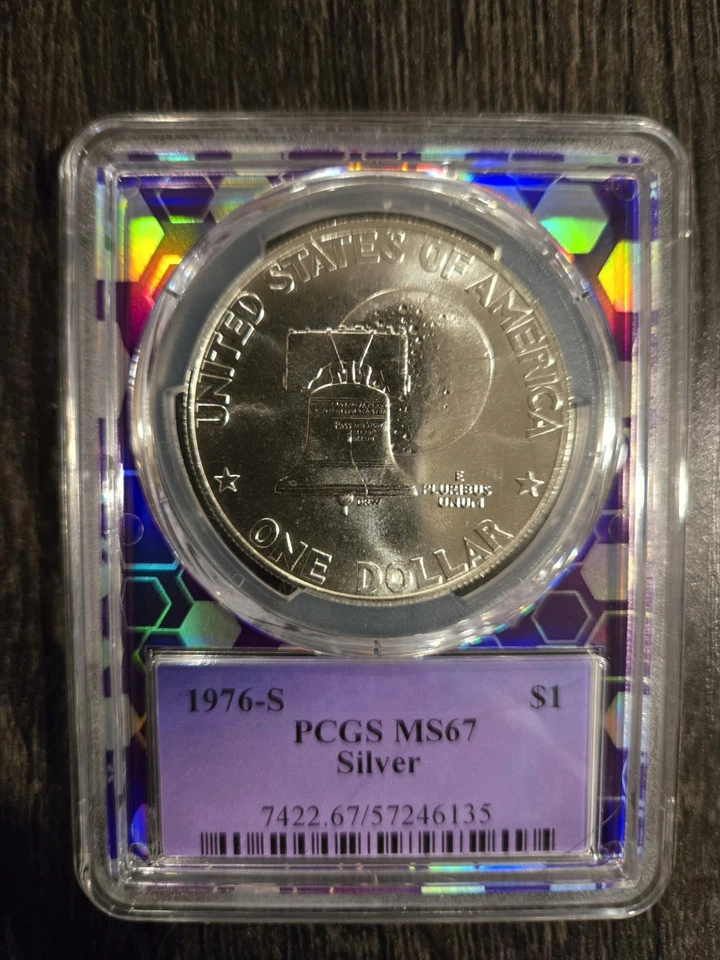 UNITED STATES OF AMERICA
E
PLURIBUS
UNUM
ONE DOLLAR
1976-S $1
PCGS MS67
Silver
7422.67/57246135